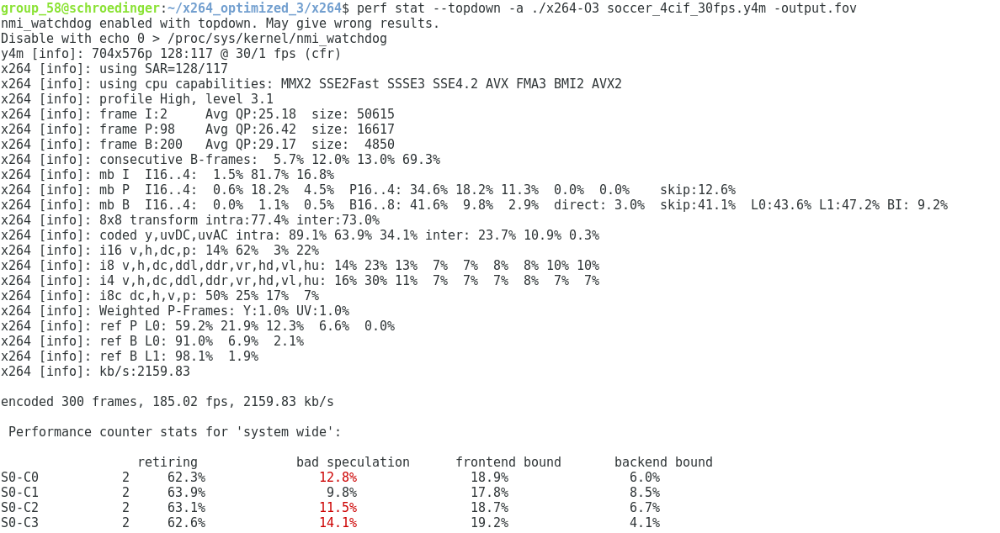 group_58@schroedinger:~/x264_optimized_3/x264$ perf stat --topdown -a ./x264-O3 soccer_4cif_30fps.y4m -output.fov
nmi_watchdog enabled with topdown. May give wrong results.
Disable with echo 0 > /proc/sys/kernel/nmi_watchdog
y4m [info]: 704x576p 128:117 @ 30/1 fps (cfr)
x264 [info]: using SAR=128/117
x264 [info]: using cpu capabilities: MMX2 SSE2Fast SSSE3 SSE4.2 AVX FMA3 BMI2 AVX2
x264 [info]: profile High, level 3.1
x264 [info]: frame I:2     Avg QP:25.18  size: 50615
x264 [info]: frame P:98    Avg QP:26.42  size: 16617
x264 [info]: frame B:200   Avg QP:29.17  size:  4850
x264 [info]: consecutive B-frames:  5.7% 12.0% 13.0% 69.3%
x264 [info]: mb I  I16..4:  1.5% 81.7% 16.8%
x264 [info]: mb P  I16..4:  0.6% 18.2%  4.5%  P16..4: 34.6% 18.2% 11.3%  0.0%  0.0%    skip:12.6%
x264 [info]: mb B  I16..4:  0.0%  1.1%  0.5%  B16..8: 41.6%  9.8%  2.9%  direct: 3.0%  skip:41.1%  L0:43.6% L1:47.2% BI: 9.2%
x264 [info]: 8x8 transform intra:77.4% inter:73.0%
x264 [info]: coded y,uvDC,uvAC intra: 89.1% 63.9% 34.1% inter: 23.7% 10.9% 0.3%
x264 [info]: i16 v,h,dc,p: 14% 62%  3% 22%
x264 [info]: i8 v,h,dc,ddl,ddr,vr,hd,vl,hu: 14% 23% 13%  7%  7%  8%  8% 10% 10%
x264 [info]: i4 v,h,dc,ddl,ddr,vr,hd,vl,hu: 16% 30% 11%  7%  7%  7%  8%  7%  7%
x264 [info]: i8c dc,h,v,p: 50% 25% 17%  7%
x264 [info]: Weighted P-Frames: Y:1.0% UV:1.0%
x264 [info]: ref P L0: 59.2% 21.9% 12.3%  6.6%  0.0%
x264 [info]: ref B L0: 91.0%  6.9%  2.1%
x264 [info]: ref B L1: 98.1%  1.9%
x264 [info]: kb/s:2159.83

encoded 300 frames, 185.02 fps, 2159.83 kb/s

 Performance counter stats for 'system wide':

                  retiring             bad speculation      frontend bound       backend bound
S0-C0           2     62.3%               12.8%               18.9%                6.0%
S0-C1           2     63.9%                9.8%               17.8%                8.5%
S0-C2           2     63.1%               11.5%               18.7%                6.7%
S0-C3           2     62.6%               14.1%               19.2%                4.1%